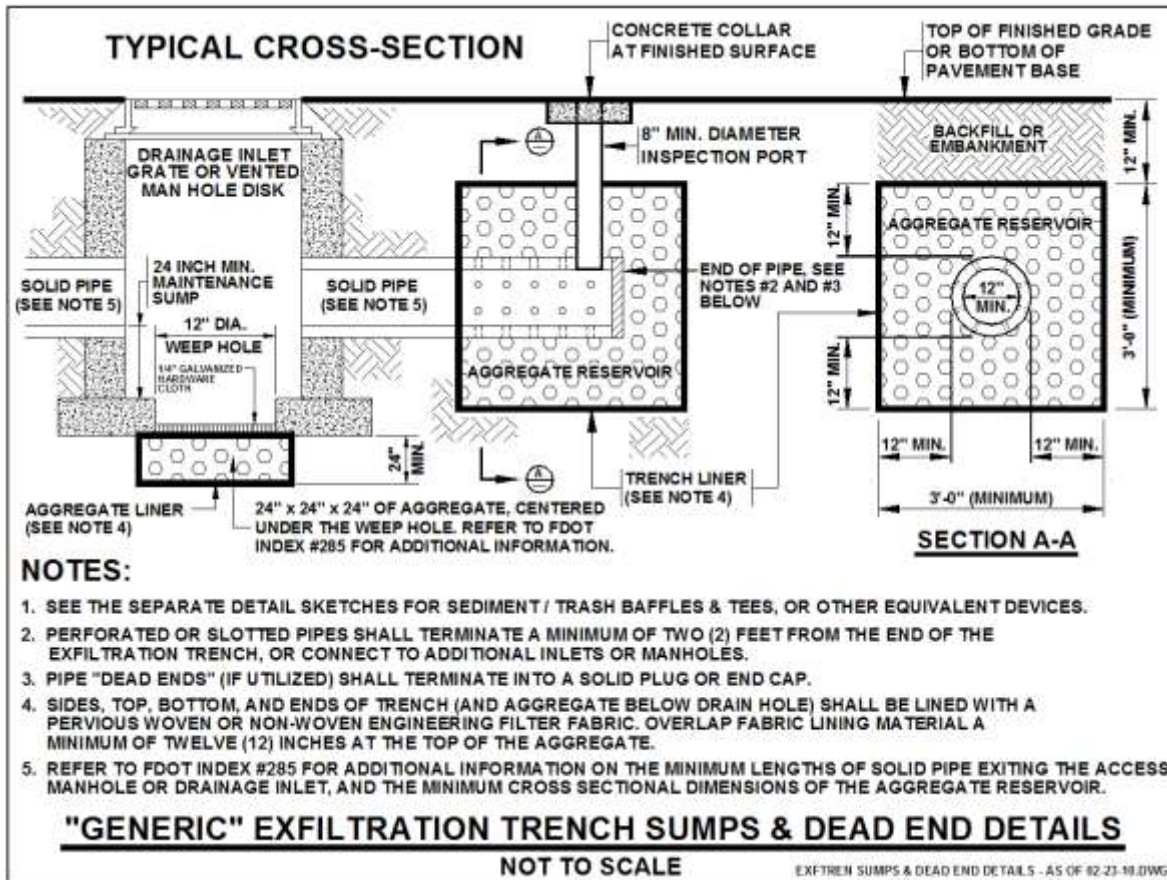 TYPICAL CROSS-SECTION
CONCRETE COLLAR
AT FINISHED SURFACE
TOP OF FINISHED GRADE
OR BOTTOM OF
PAVEMENT BASE
DRAINAGE INLET
GRATE OR VENTED
MAN HOLE DISK
A
8" MIN. DIAMETER
INSPECTION PORT
BACKFILL OR
EMBANKMENT
12" MIN.
12" MIN.
AGGREGATE RESERVOIR
SOLID PIPE
(SEE NOTE 5)
24 INCH MIN.
MAINTENANCE
SUMP
SOLID PIPE
(SEE NOTE 5)
END OF PIPE, SEE
NOTES #2 AND #3
BELOW
12"
MIN.
3'-0" (MINIMUM)
12" DIA.
WEEP HOLE
1/4" GALVANIZED
HARDWARE
CLOTH
AGGREGATE RESERVOIR
12" MIN.
24"
MIN.
A
12" MIN.
12" MIN.
TRENCH LINER
(SEE NOTE 4)
3'-0" (MINIMUM)
AGGREGATE LINER
(SEE NOTE 4)
24" x 24" x 24" OF AGGREGATE, CENTERED
UNDER THE WEEP HOLE. REFER TO FDOT
INDEX #285 FOR ADDITIONAL INFORMATION.
SECTION A-A
NOTES:
1. SEE THE SEPARATE DETAIL SKETCHES FOR SEDIMENT / TRASH BAFFLES & TEES, OR OTHER EQUIVALENT DEVICES.
2. PERFORATED OR SLOTTED PIPES SHALL TERMINATE A MINIMUM OF TWO (2) FEET FROM THE END OF THE
EXFILTRATION TRENCH, OR CONNECT TO ADDITIONAL INLETS OR MANHOLES.
3. PIPE "DEAD ENDS" (IF UTILIZED) SHALL TERMINATE INTO A SOLID PLUG OR END CAP.
4. SIDES, TOP, BOTTOM, AND ENDS OF TRENCH (AND AGGREGATE BELOW DRAIN HOLE) SHALL BE LINED WITH A
PERVIOUS WOVEN OR NON-WOVEN ENGINEERING FILTER FABRIC. OVERLAP FABRIC LINING MATERIAL A
MINIMUM OF TWELVE (12) INCHES AT THE TOP OF THE AGGREGATE.
5. REFER TO FDOT INDEX #285 FOR ADDITIONAL INFORMATION ON THE MINIMUM LENGTHS OF SOLID PIPE EXITING THE ACCESS
MANHOLE OR DRAINAGE INLET, AND THE MINIMUM CROSS SECTIONAL DIMENSIONS OF THE AGGREGATE RESERVOIR.
"GENERIC" EXFILTRATION TRENCH SUMPS & DEAD END DETAILS
NOT TO SCALE
EXFTREN SUMPS & DEAD END DETAILS - AS OF 02-23-10.DWG